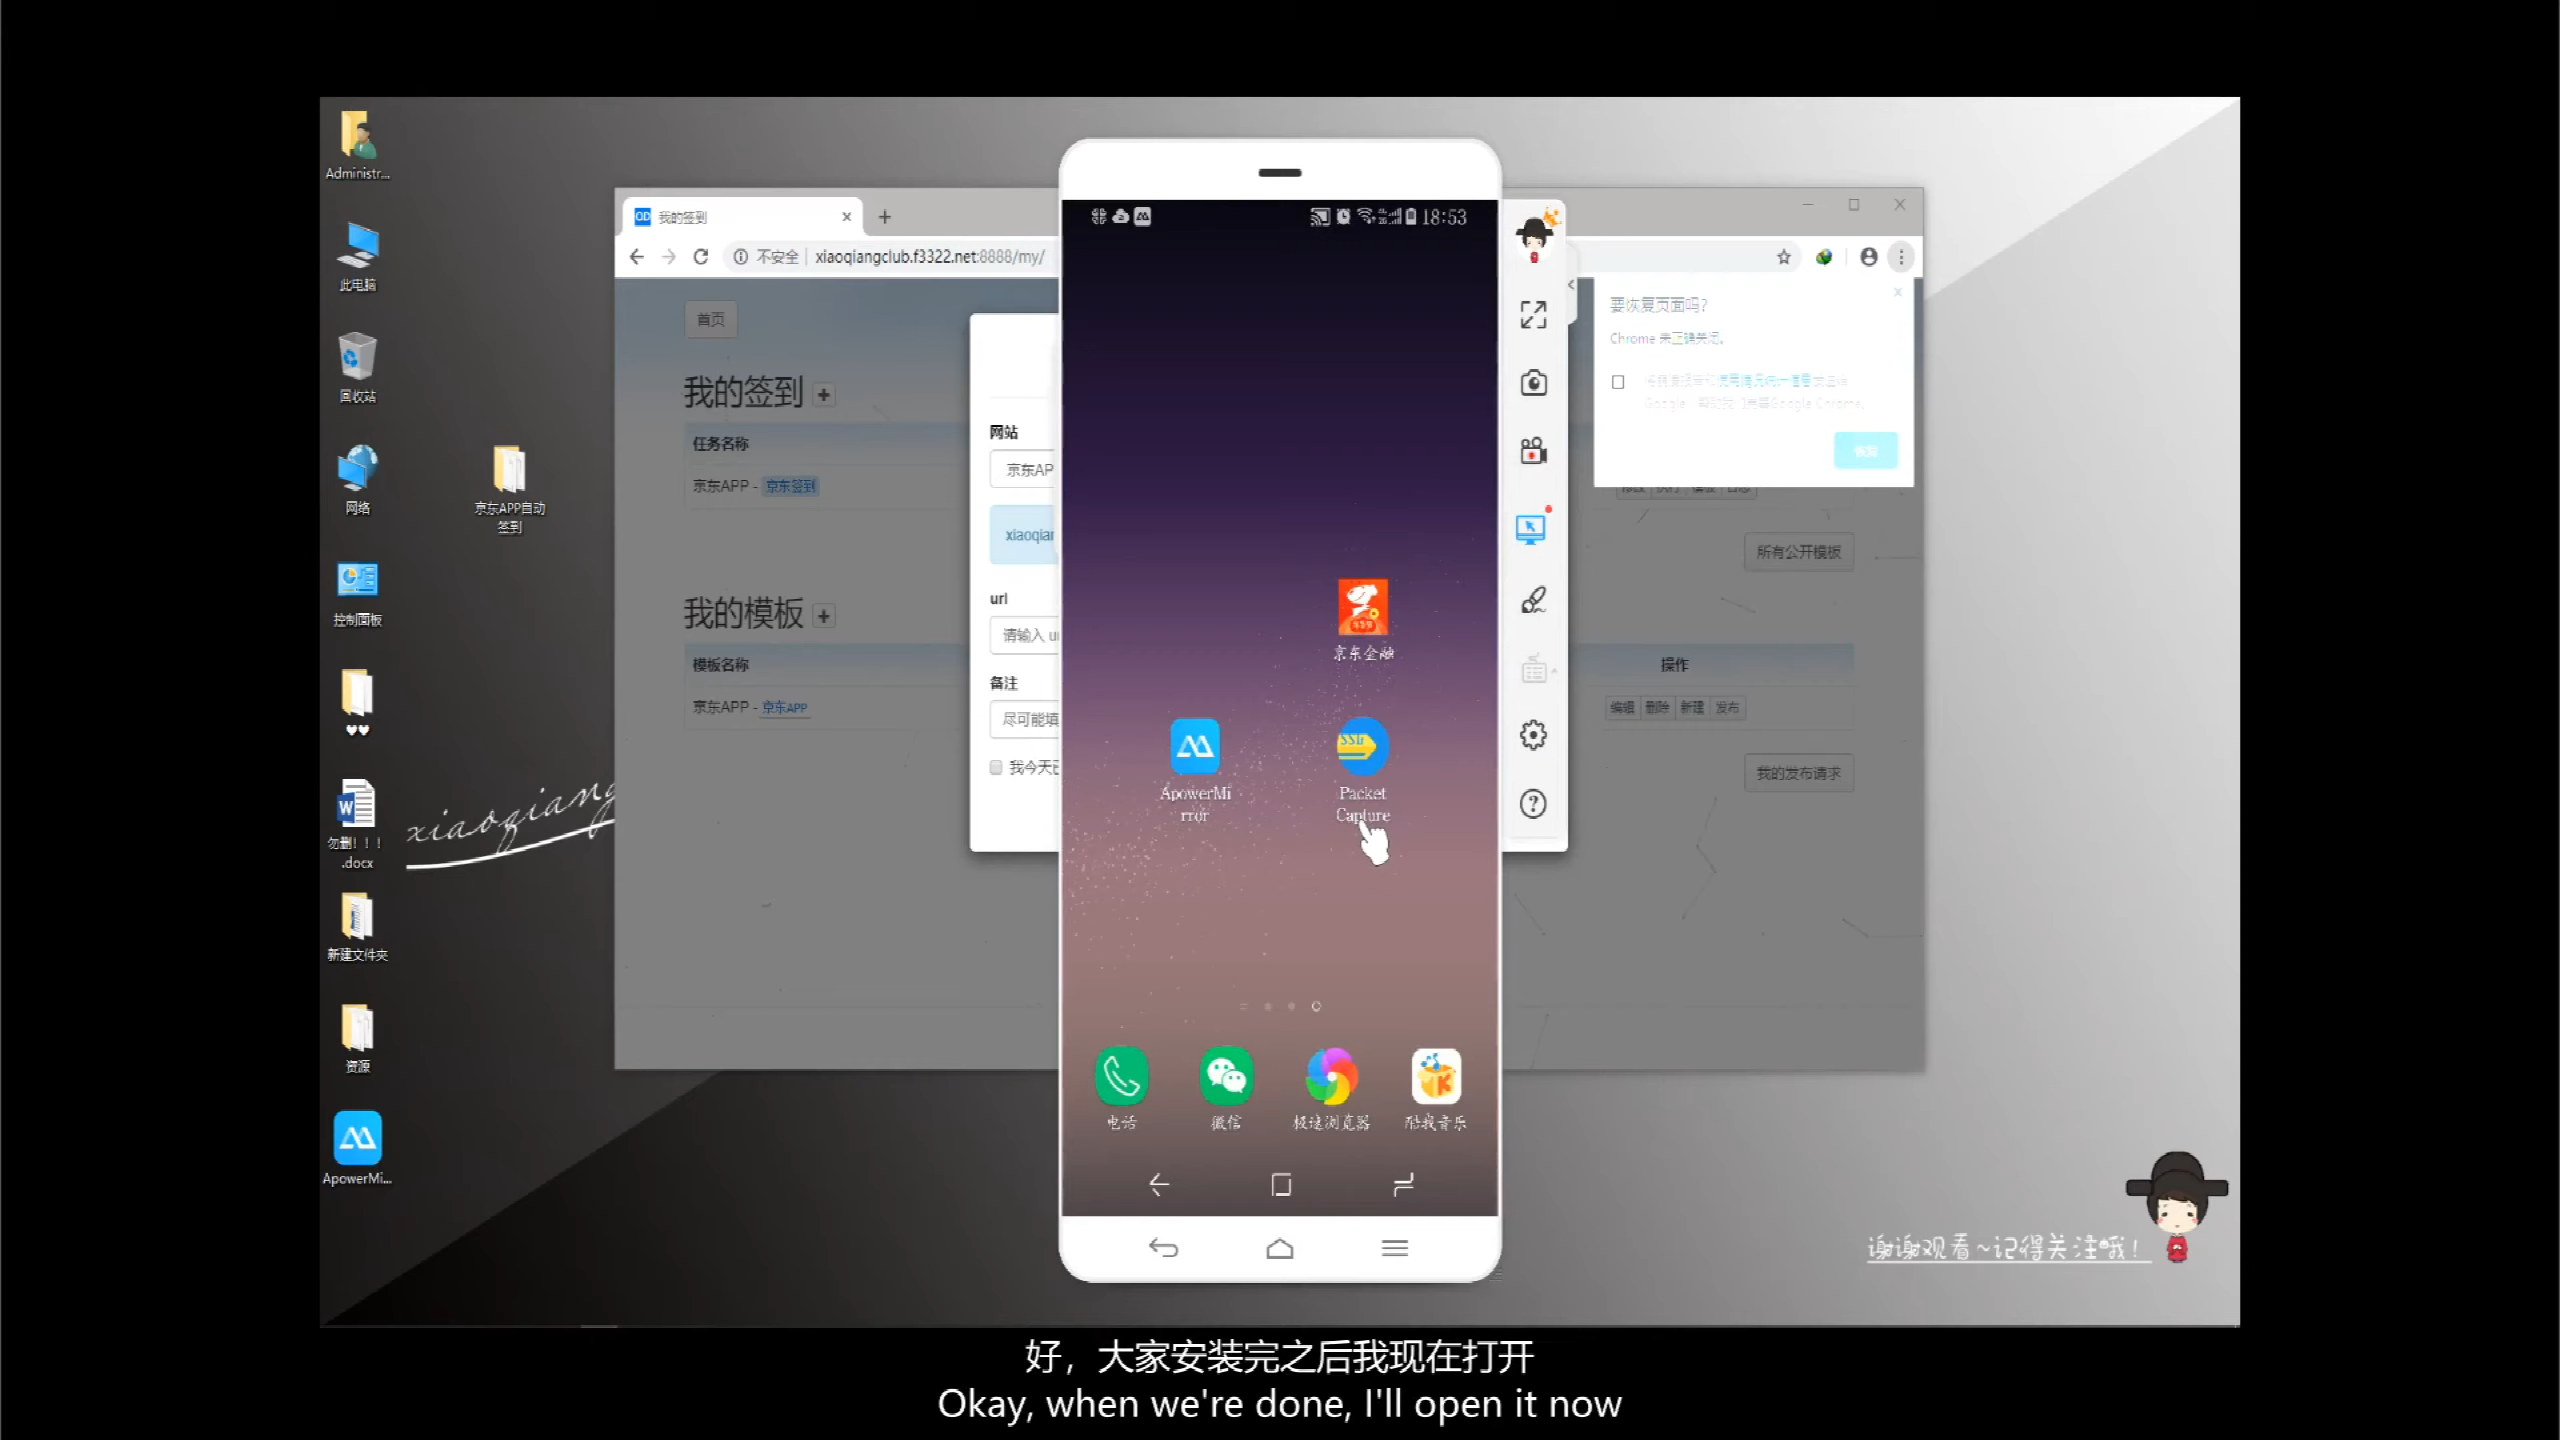 Administr...
此电脑
回收站
网络
京东APP自动
签到
控制面板
♥♥
勿删！！！
.docx
新建文件夹
资源
ApowerMi...
xiaoqiang
我的签到
不安全
xiaoqiangclub.f3322.net:8888/my/
首页
我的签到 +
任务名称
京东APP - 京东签到
我的模板 +
模板名称
京东APP - 京东APP
网站
京东AP
xiaoqian
url
请输入 u
备注
尽可能填
我今天已
18:53
京东金融
ApowerMi
rror
SSL
Packet
Capture
电话
微信
极速浏览器
酷我音乐
要恢复页面吗？
Chrome 未正确关闭。
恢复
所有公开模板
操作
编辑 删除 新建 发布
我的发布请求
谢谢观看~记得关注哦！
好，大家安装完之后我现在打开
Okay, when we're done, I'll open it now